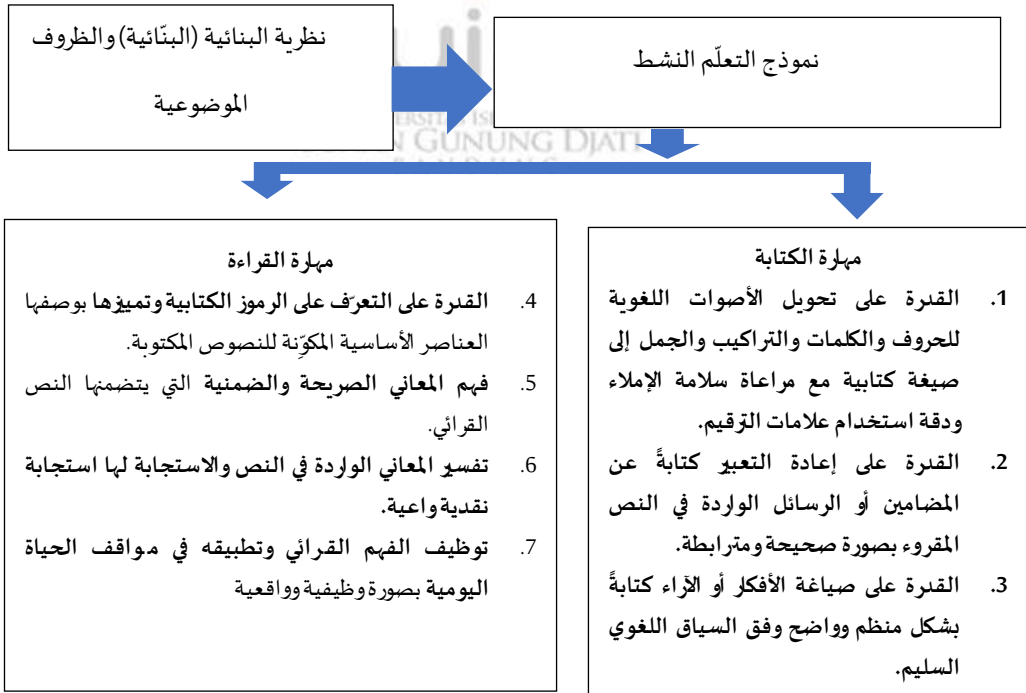 نظرية البنائية (البنّائية) والظروف
الموضوعية
نموذج التعلّم النشط
UIN
GUNUNG DJATI
مهارة الكتابة
1. القدرة على تحويل الأصوات اللغوية
للحروف والكلمات والتراكيب والجمل إلى
صيغة كتابية مع مراعاة سلامة الإملاء
ودقة استخدام علامات الترقيم.
2. القدرة على إعادة التعبير كتابةً عن
المضامين أو الرسائل الواردة في النص
المقروء بصورة صحيحة ومترابطة.
3. القدرة على صياغة الأفكار أو الآراء كتابةً
بشكل منظم وواضح وفق السياق اللغوي
السليم.
مهارة القراءة
4. القدرة على التعرّف على الرموز الكتابية وتمييزها بوصفها
العناصر الأساسية المكوِّنة للنصوص المكتوبة.
5. فهم المعاني الصريحة والضمنية التي يتضمنها النص
القرائي.
6. تفسير المعاني الواردة في النص والاستجابة لها استجابة
نقدية واعية.
7. توظيف الفهم القرائي وتطبيقه في مواقف الحياة
اليومية بصورة وظيفية وواقعية